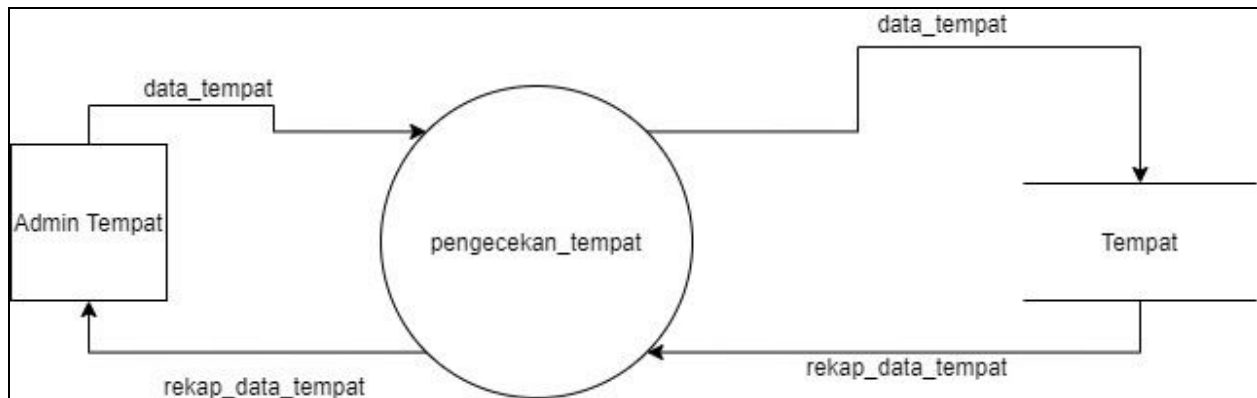 data_tempat
data_tempat
Admin Tempat
pengecekan_tempat
Tempat
rekap_data_tempat
rekap_data_tempat